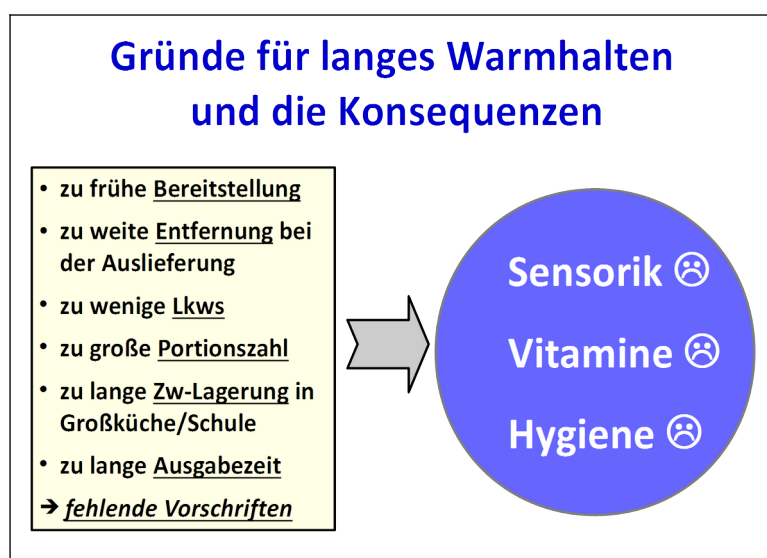 Gründe für langes Warmhalten
und die Konsequenzen
• zu frühe Bereitstellung
• zu weite Entfernung bei
der Auslieferung
• zu wenige Lkws
• zu große Portionszahl
• zu lange Zw-Lagerung in
Großküche/Schule
• zu lange Ausgabezeit
➔ fehlende Vorschriften
Sensorik ☹
Vitamine ☹
Hygiene ☹